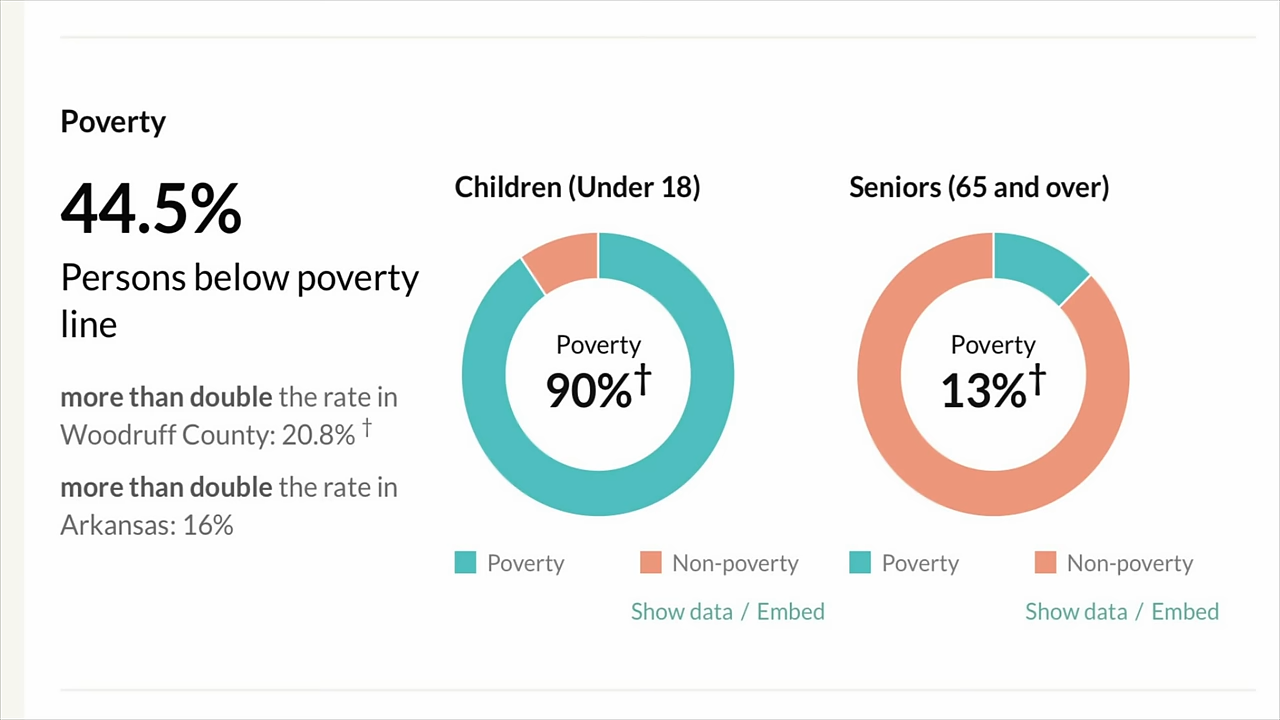 Poverty
44.5%
Persons below poverty
line
more than double the rate in
Woodruff County: 20.8% †
more than double the rate in
Arkansas: 16%
Children (Under 18)
Poverty
90%†
Poverty Non-poverty
Show data / Embed
Seniors (65 and over)
Poverty
13%†
Poverty Non-poverty
Show data / Embed